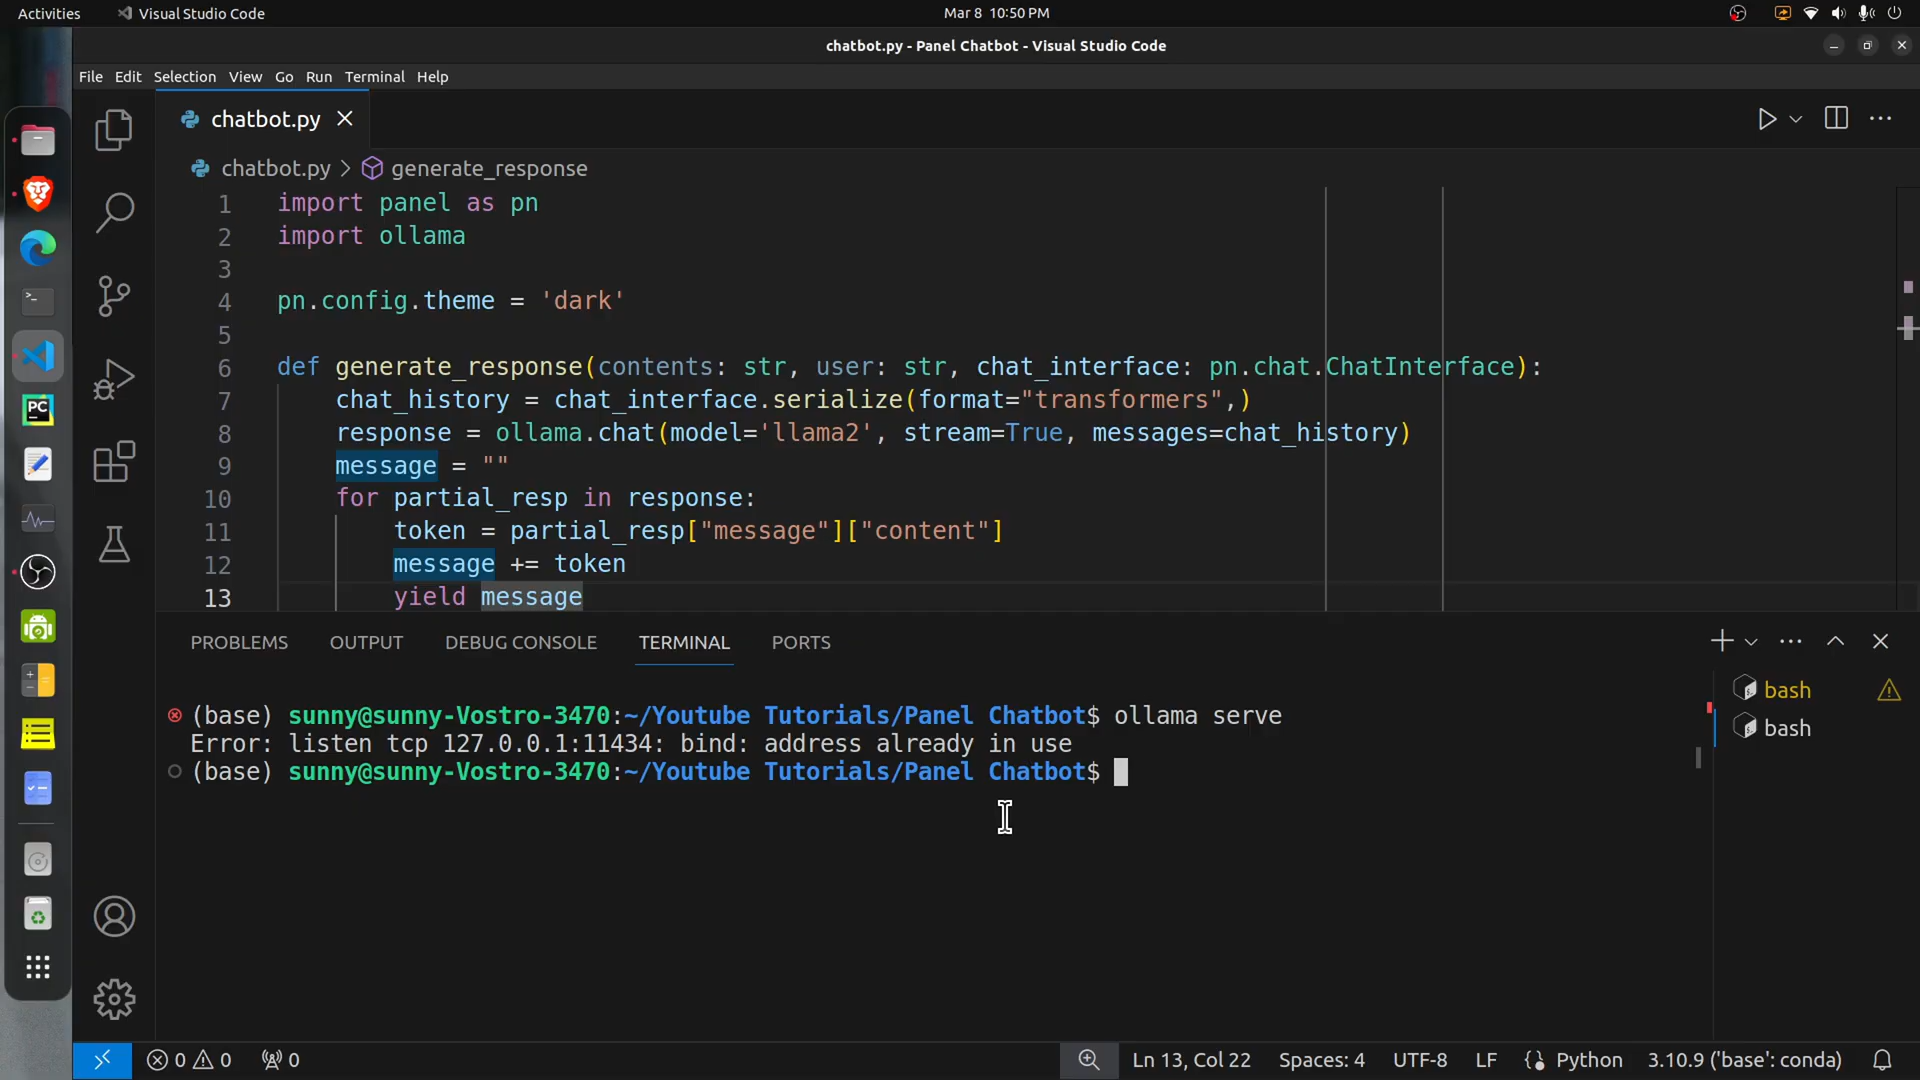 Activities
Visual Studio Code
Mar 8 10:50 PM
chatbot.py - Panel Chatbot - Visual Studio Code
File Edit Selection View Go Run Terminal Help
chatbot.py
chatbot.py > generate_response
1 import panel as pn
2 import ollama
3
4 pn.config.theme = 'dark'
5
6 def generate_response(contents: str, user: str, chat_interface: pn.chat.ChatInterface):
7 chat_history = chat_interface.serialize(format="transformers",)
8 response = ollama.chat(model='llama2', stream=True, messages=chat_history)
9 message = ""
10 for partial_resp in response:
11 token = partial_resp["message"]["content"]
12 message += token
13 yield message
PROBLEMS OUTPUT DEBUG CONSOLE TERMINAL PORTS
(base) sunny@sunny-Vostro-3470:~/Youtube Tutorials/Panel Chatbot$ ollama serve
Error: listen tcp 127.0.0.1:11434: bind: address already in use
(base) sunny@sunny-Vostro-3470:~/Youtube Tutorials/Panel Chatbot$
bash
bash
PC
0 0 0
Ln 13, Col 22 Spaces: 4 UTF-8 LF Python 3.10.9 ('base': conda)